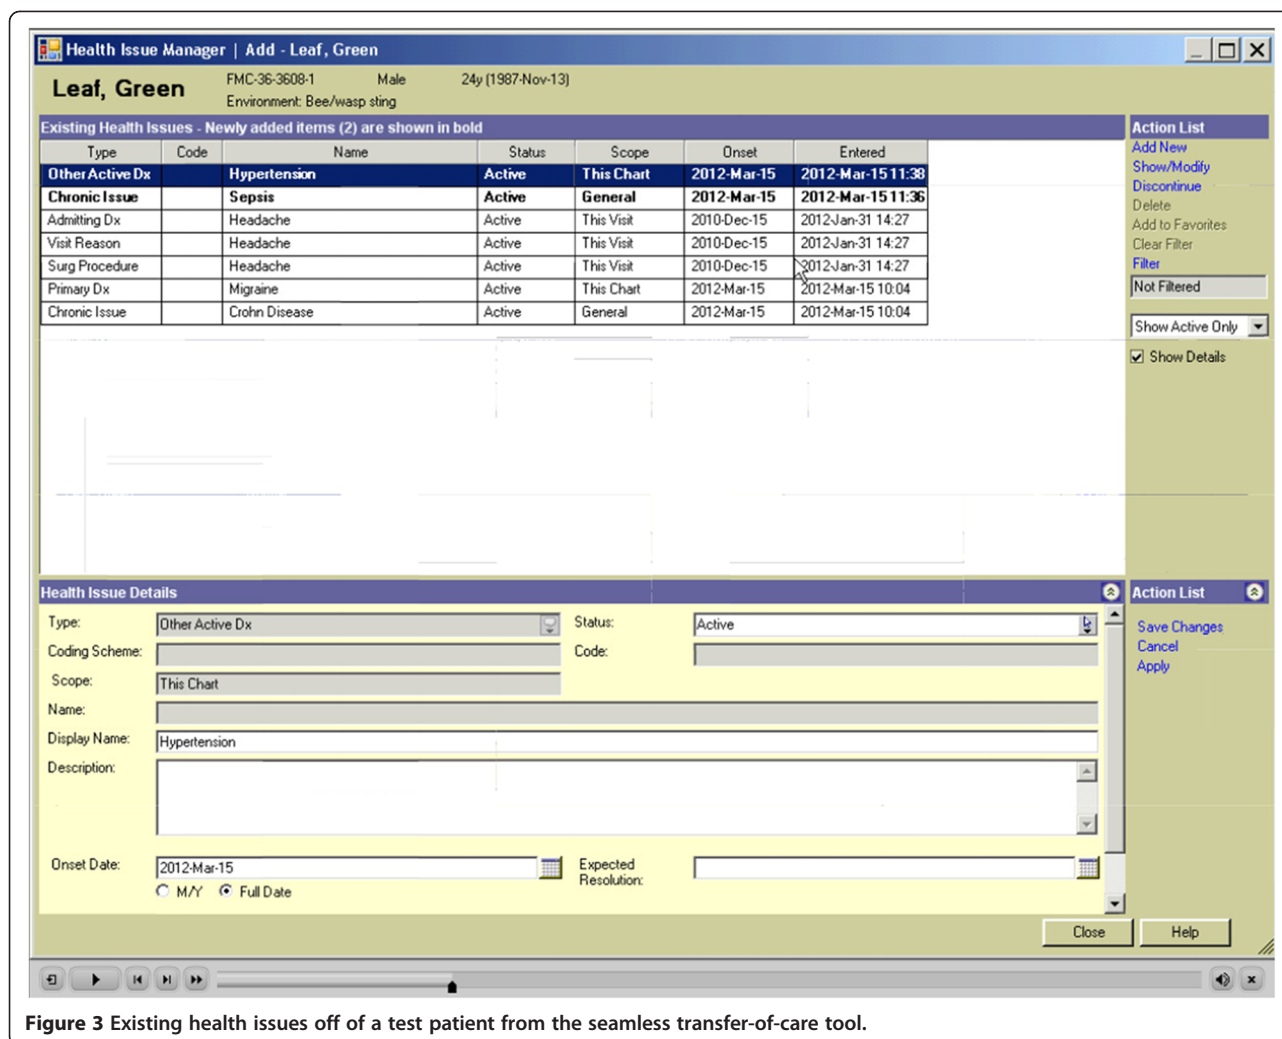 Health Issue Manager | Add - Leaf, Green
Leaf, Green
FMC-36-3608-1 Male 24y (1987-Nov-13)
Environment: Bee/wasp sting
Existing Health Issues - Newly added items (2) are shown in bold
Type Code Name Status Scope Onset Entered
Other Active Dx Hypertension Active This Chart 2012-Mar-15 2012-Mar-15 11:38
Chronic Issue Sepsis Active General 2012-Mar-15 2012-Mar-15 11:36
Admitting Dx Headache Active This Visit 2010-Dec-15 2012-Jan-31 14:27
Visit Reason Headache Active This Visit 2010-Dec-15 2012-Jan-31 14:27
Surg Procedure Headache Active This Visit 2010-Dec-15 2012-Jan-31 14:27
Primary Dx Migraine Active This Chart 2012-Mar-15 2012-Mar-15 10:04
Chronic Issue Crohn Disease Active General 2012-Mar-15 2012-Mar-15 10:04
Action List
Add New
Show/Modify
Discontinue
Delete
Add to Favorites
Clear Filter
Filter
Not Filtered
Show Active Only
Show Details
Health Issue Details
Type: Other Active Dx Status: Active
Coding Scheme: Code:
Scope: This Chart
Name:
Display Name: Hypertension
Description:
Onset Date: 2012-Mar-15 Expected
Resolution:
M/Y Full Date
Action List
Save Changes
Cancel
Apply
Close Help
Figure 3 Existing health issues off of a test patient from the seamless transfer-of-care tool.